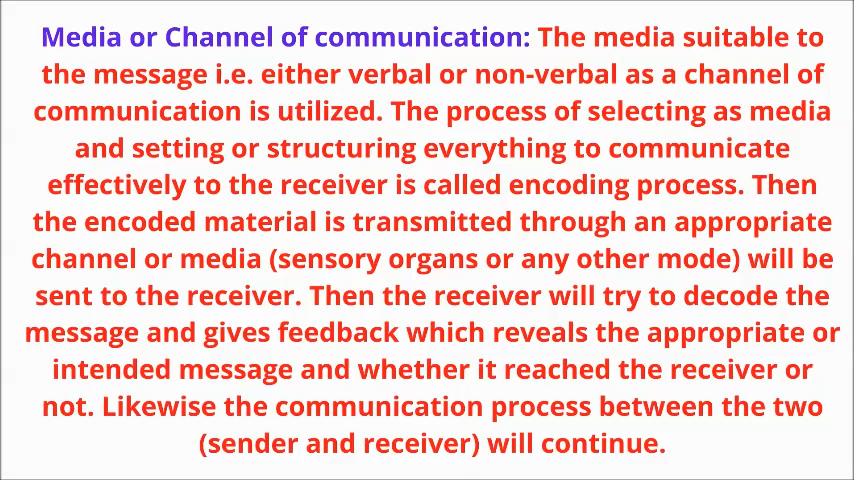 Media or Channel of communication: The media suitable to
the message i.e. either verbal or non-verbal as a channel of
communication is utilized. The process of selecting as media
and setting or structuring everything to communicate
effectively to the receiver is called encoding process. Then
the encoded material is transmitted through an appropriate
channel or media (sensory organs or any other mode) will be
sent to the receiver. Then the receiver will try to decode the
message and gives feedback which reveals the appropriate or
intended message and whether it reached the receiver or
not. Likewise the communication process between the two
(sender and receiver) will continue.